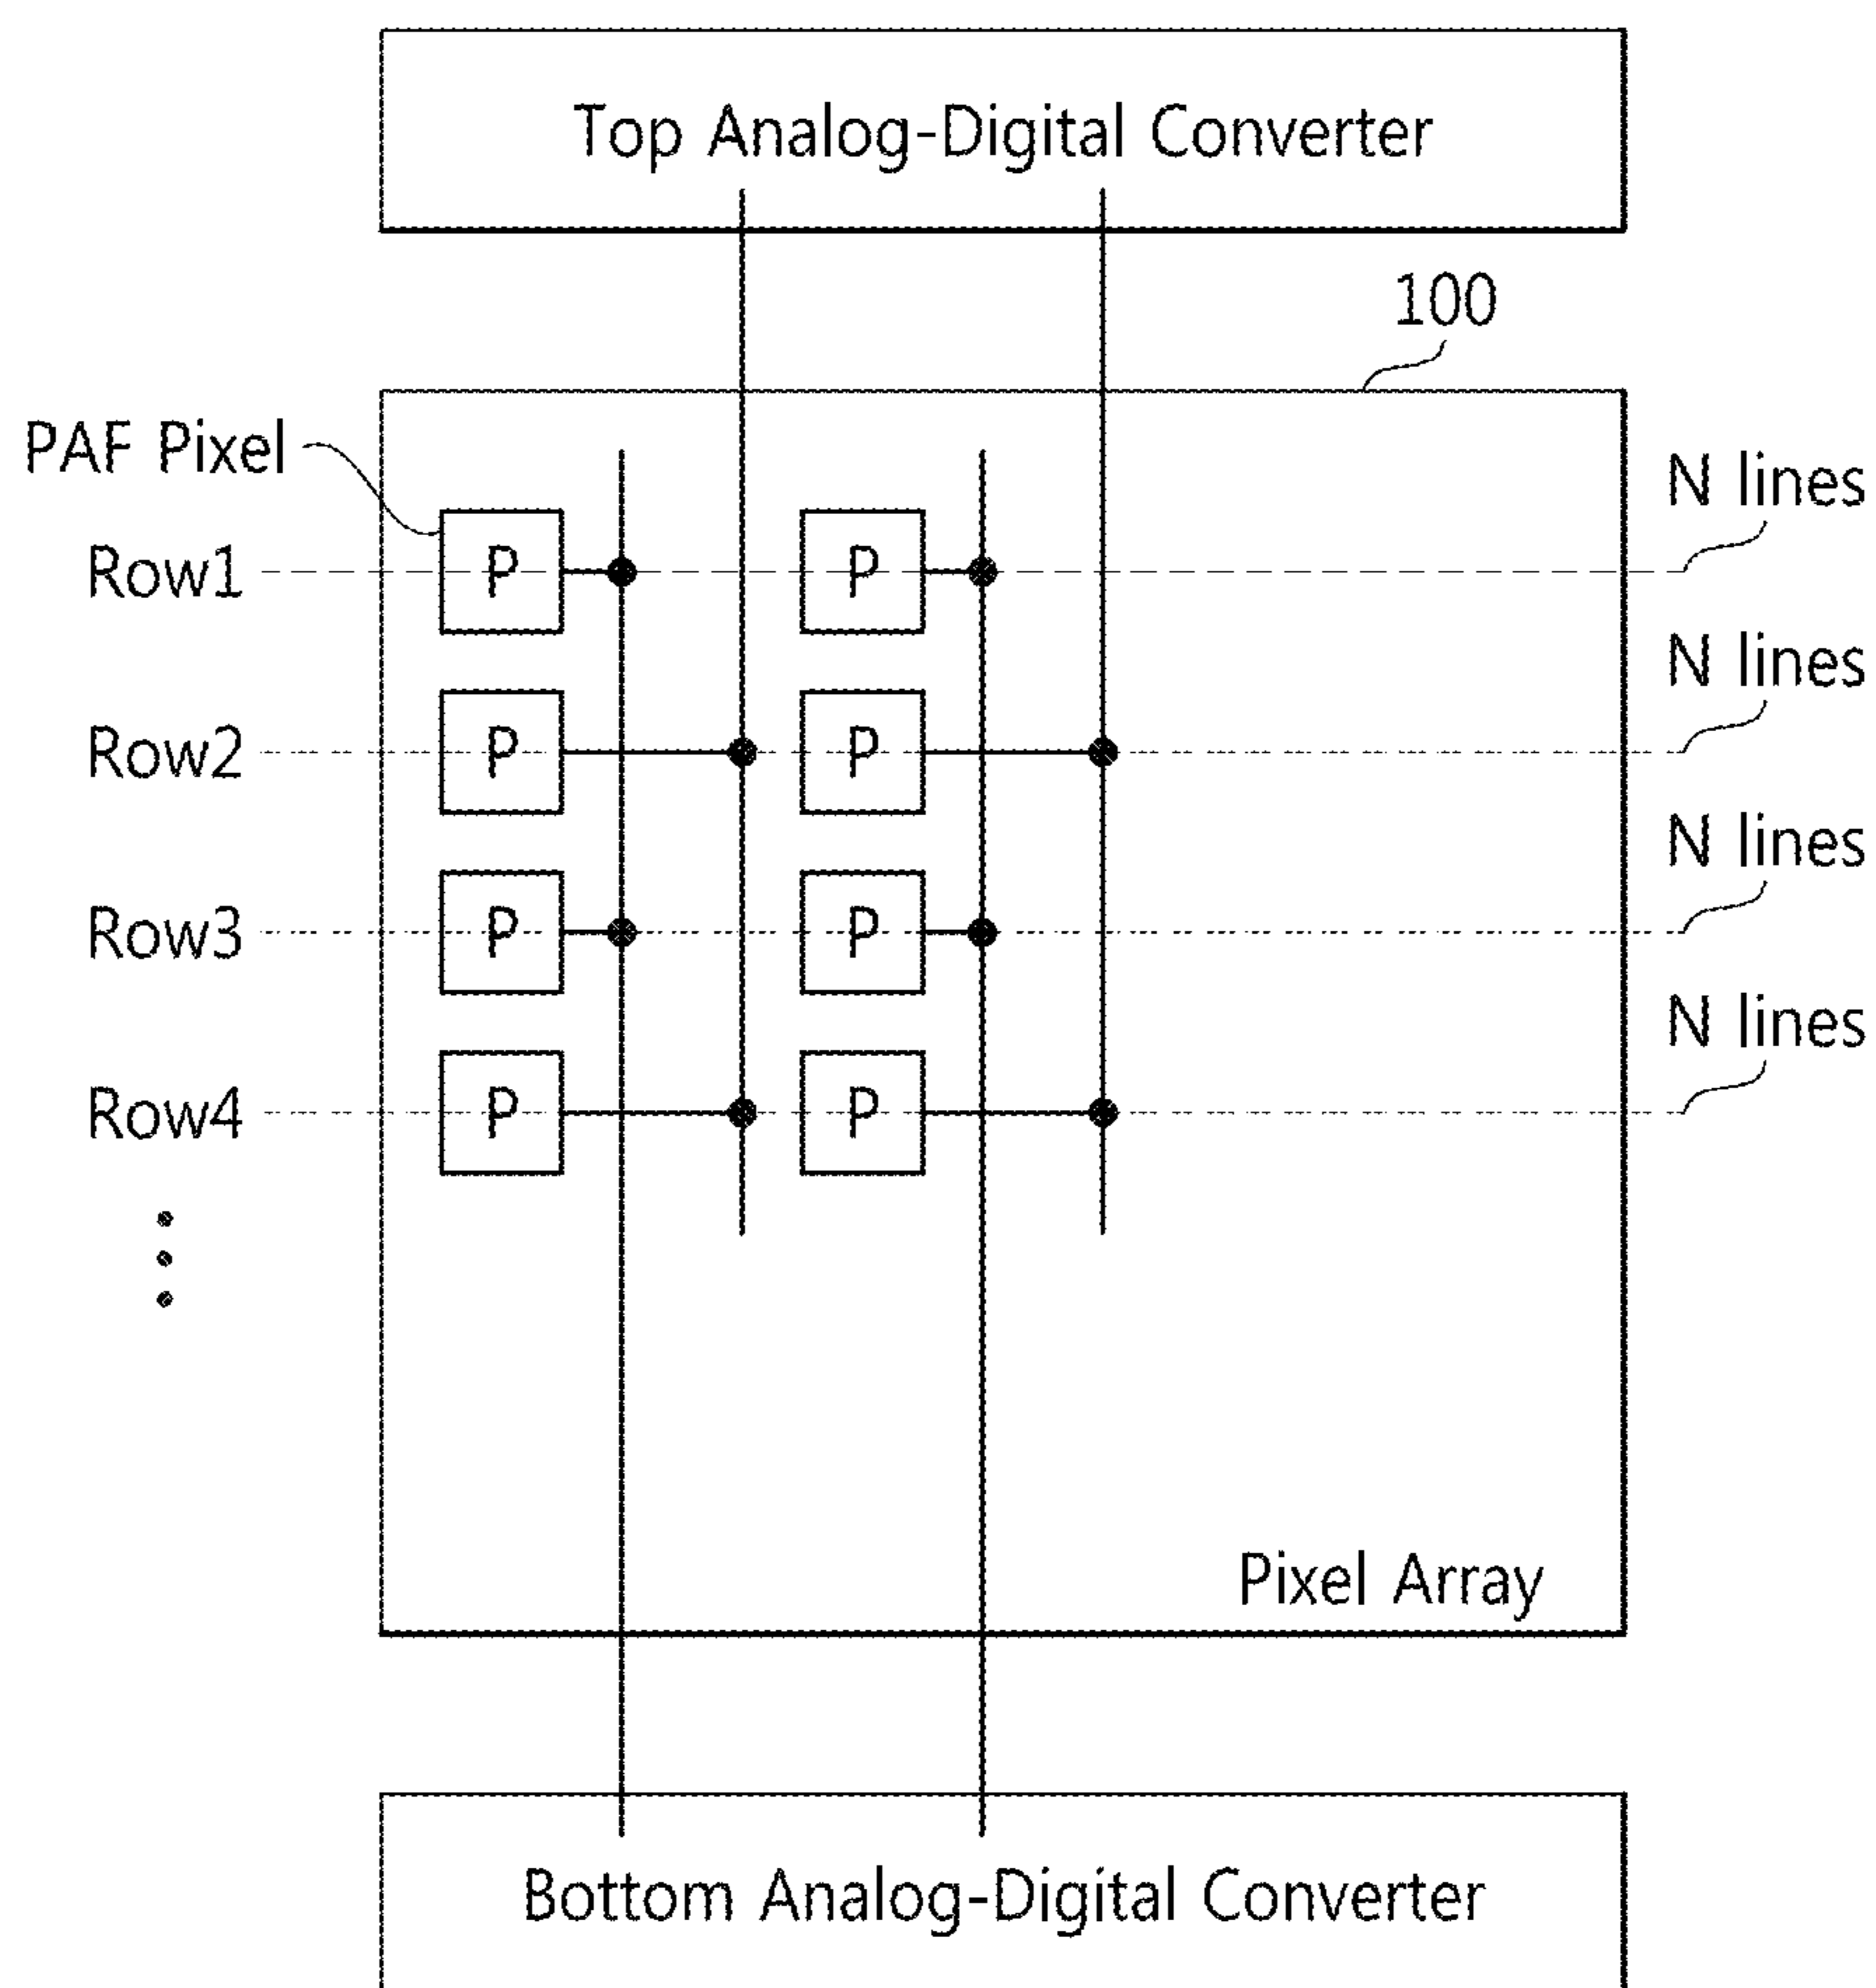 Top Analog-Digital Converter
100
PAF Pixel
N lines
Row1
P
P
N lines
Row2
P
P
N lines
Row3
P
P
N lines
Row4
P
P
Pixel Array
Bottom Analog-Digital Converter